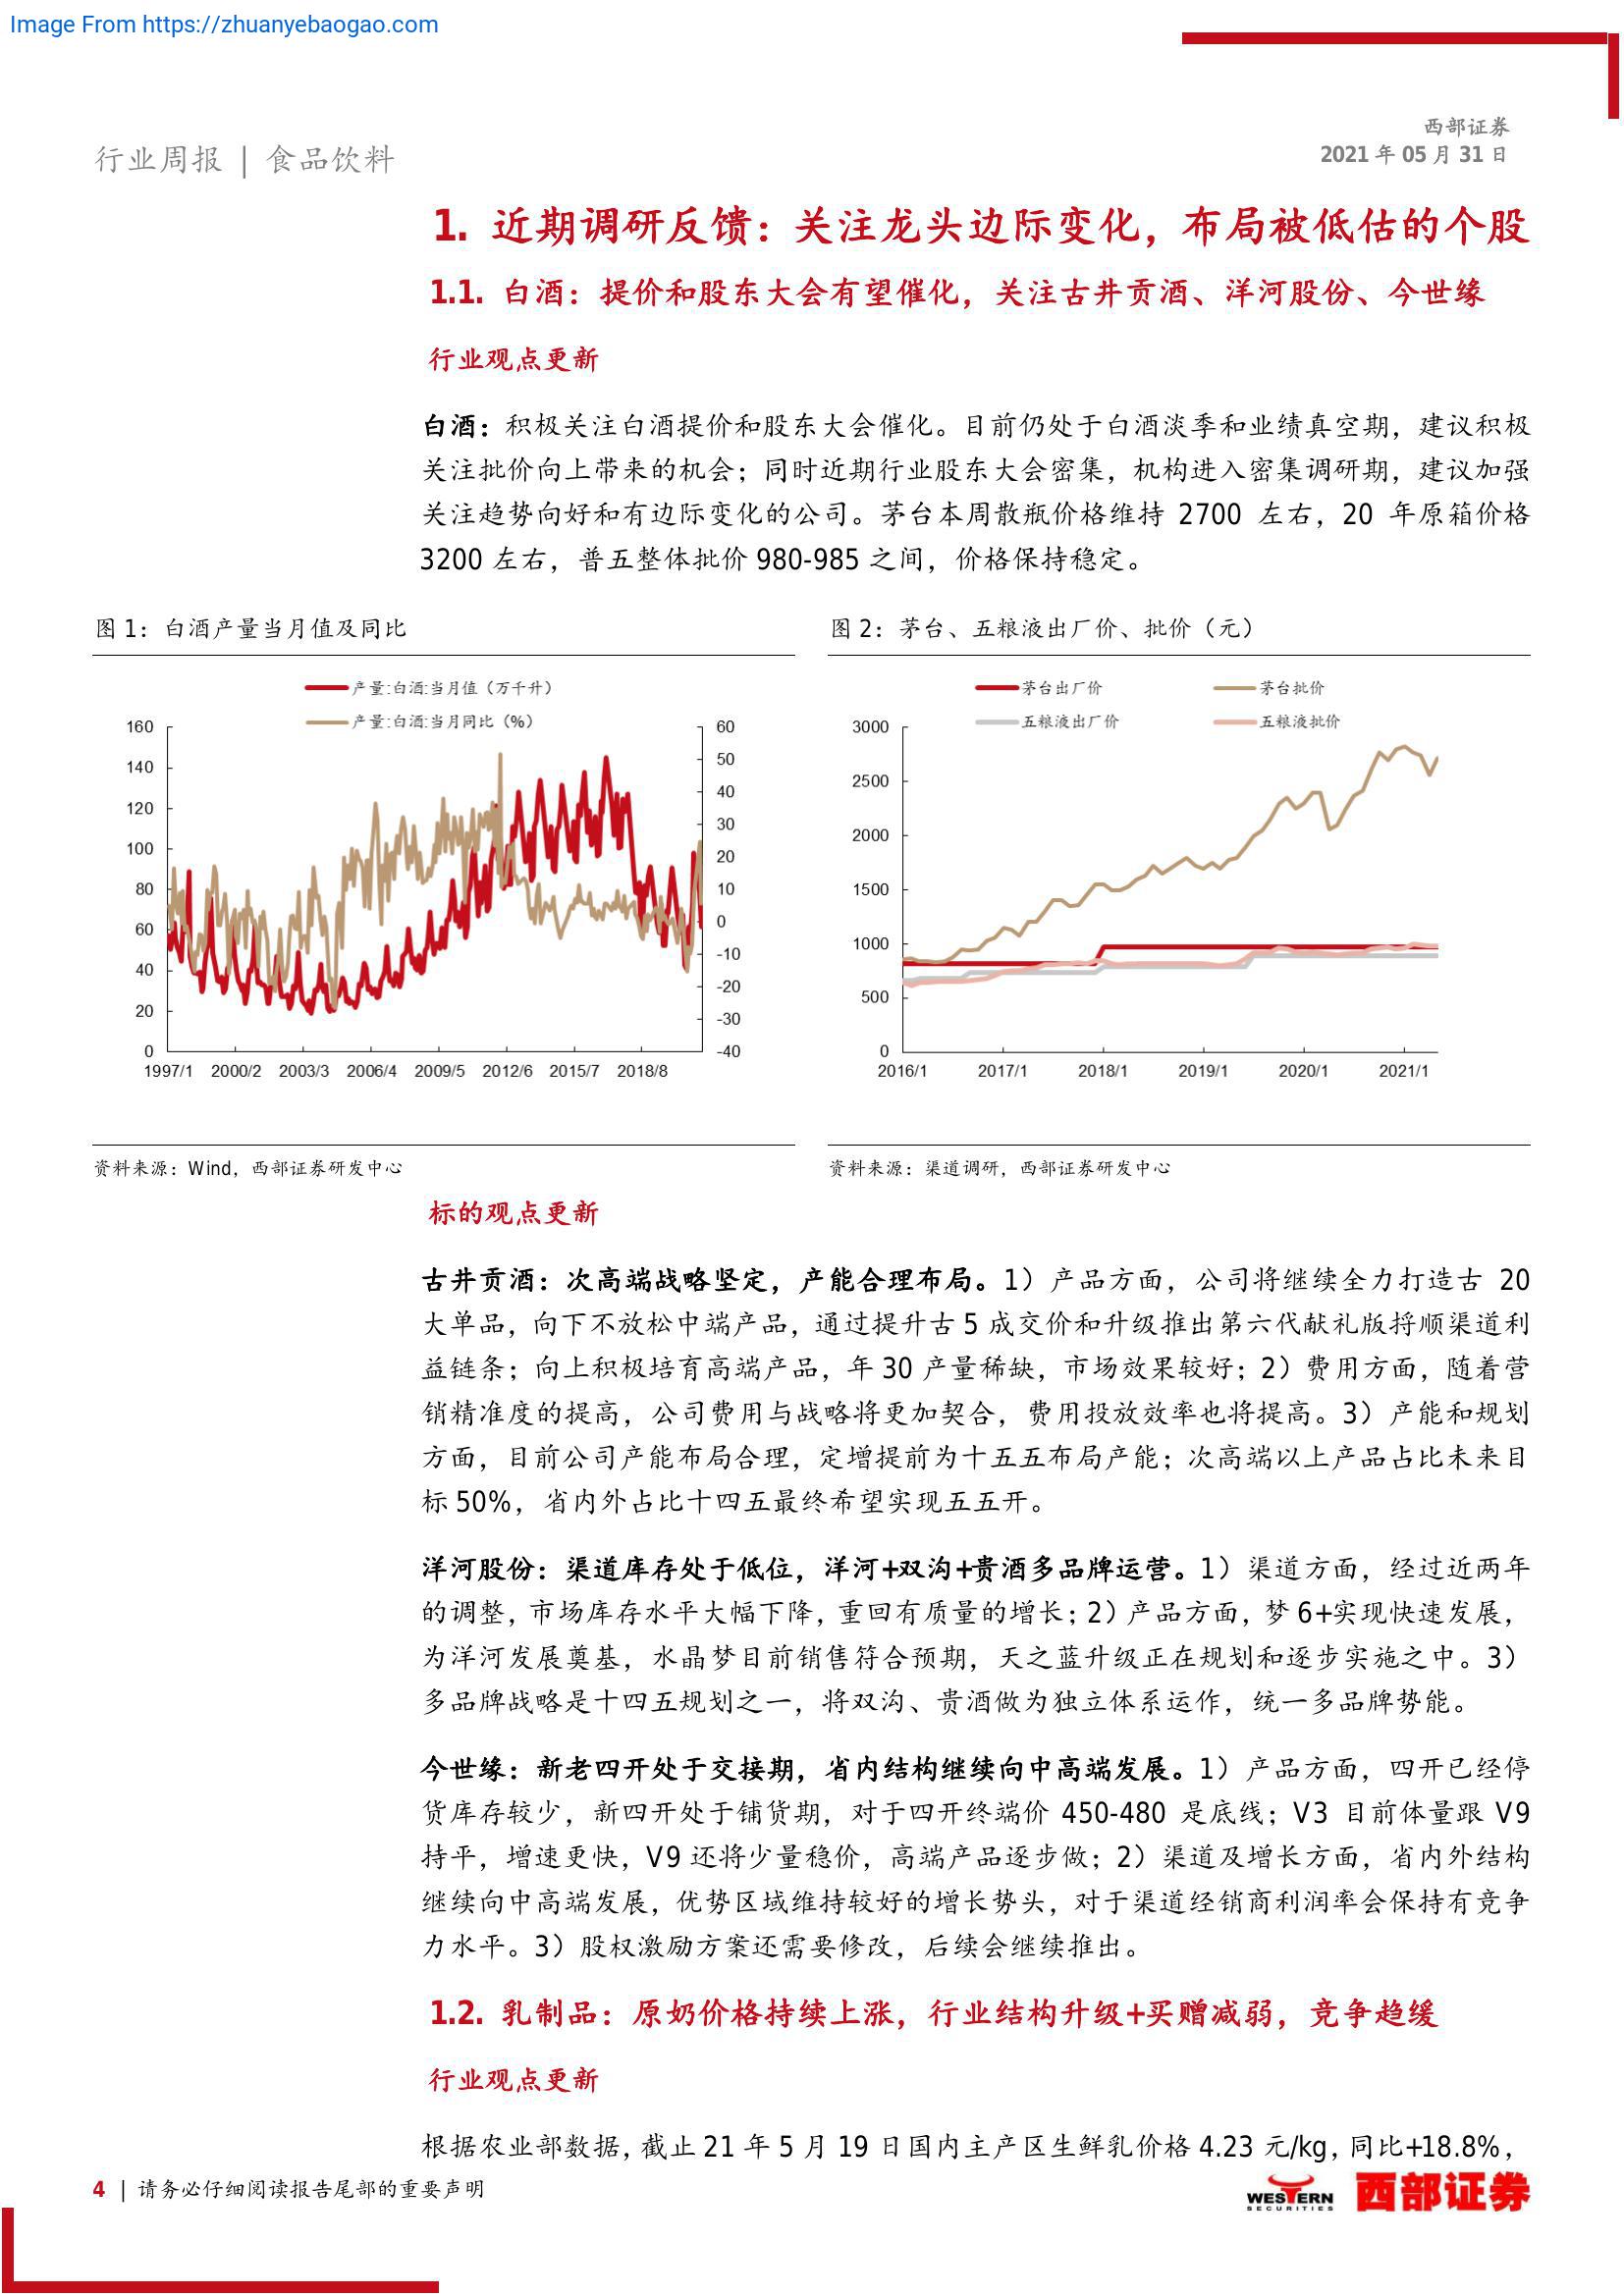 Image From https://zhuanyebaogao.com
西部证券
2021 年 05 月 31 日
行业周报 | 食品饮料
1. 近期调研反馈：关注龙头边际变化，布局被低估的个股
1.1. 白酒：提价和股东大会有望催化，关注古井贡酒、洋河股份、今世缘
行业观点更新
白酒：积极关注白酒提价和股东大会催化。目前仍处于白酒淡季和业绩真空期，建议积极
关注批价向上带来的机会；同时近期行业股东大会密集，机构进入密集调研期，建议加强
关注趋势向好和有边际变化的公司。茅台本周散瓶价格维持 2700 左右，20 年原箱价格
3200 左右，普五整体批价 980-985 之间，价格保持稳定。
图 1：白酒产量当月值及同比
产量:白酒:当月值（万千升）
产量:白酒:当月同比（%）
160
140
120
100
80
60
40
20
0
60
50
40
30
20
10
0
-10
-20
-30
-40
1997/1 2000/2 2003/3 2006/4 2009/5 2012/6 2015/7 2018/8
资料来源：Wind，西部证券研发中心
图 2：茅台、五粮液出厂价、批价（元）
茅台出厂价 茅台批价
五粮液出厂价 五粮液批价
3000
2500
2000
1500
1000
500
0
2016/1 2017/1 2018/1 2019/1 2020/1 2021/1
资料来源：渠道调研，西部证券研发中心
标的观点更新
古井贡酒：次高端战略坚定，产能合理布局。1）产品方面，公司将继续全力打造古 20
大单品，向下不放松中端产品，通过提升古 5 成交价和升级推出第六代献礼版捋顺渠道利
益链条；向上积极培育高端产品，年 30 产量稀缺，市场效果较好；2）费用方面，随着营
销精准度的提高，公司费用与战略将更加契合，费用投放效率也将提高。3）产能和规划
方面，目前公司产能布局合理，定增提前为十五五布局产能；次高端以上产品占比未来目
标 50%，省内外占比十四五最终希望实现五五开。
洋河股份：渠道库存处于低位，洋河+双沟+贵酒多品牌运营。1）渠道方面，经过近两年
的调整，市场库存水平大幅下降，重回有质量的增长；2）产品方面，梦 6+实现快速发展，
为洋河发展奠基，水晶梦目前销售符合预期，天之蓝升级正在规划和逐步实施之中。3）
多品牌战略是十四五规划之一，将双沟、贵酒做为独立体系运作，统一多品牌势能。
今世缘：新老四开处于交接期，省内结构继续向中高端发展。1）产品方面，四开已经停
货库存较少，新四开处于铺货期，对于四开终端价 450-480 是底线；V3 目前体量跟 V9
持平，增速更快，V9 还将少量稳价，高端产品逐步做；2）渠道及增长方面，省内外结构
继续向中高端发展，优势区域维持较好的增长势头，对于渠道经销商利润率会保持有竞争
力水平。3）股权激励方案还需要修改，后续会继续推出。
1.2. 乳制品：原奶价格持续上涨，行业结构升级+买赠减弱，竞争趋缓
行业观点更新
根据农业部数据，截止 21 年 5 月 19 日国内主产区生鲜乳价格 4.23 元/kg，同比+18.8%，
4 | 请务必仔细阅读报告尾部的重要声明
WESTERN
SECURITIES
西部证券